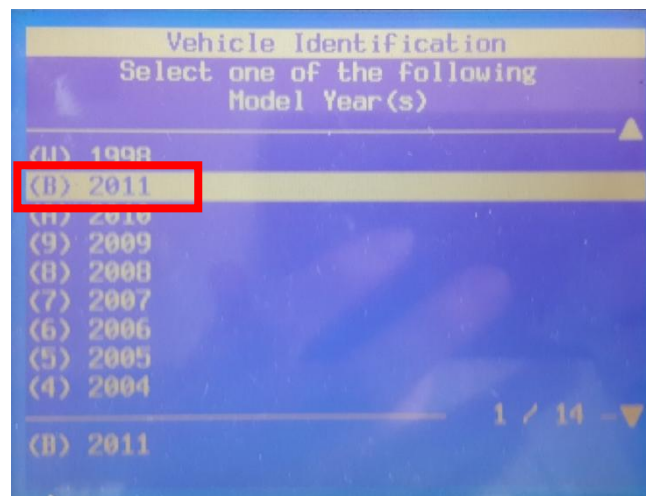 Vehicle Identification
Select one of the following
Model Year(s)
(W) 1998
(B) 2011
(A) 2010
(9) 2009
(8) 2008
(7) 2007
(6) 2006
(5) 2005
(4) 2004
1 / 14
(B) 2011